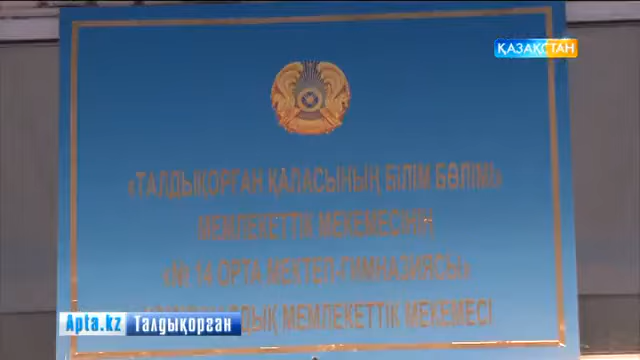 ҚАЗАҚСТАН
«ТАЛДЫҚОРҒАН ҚАЛАСЫНЫҢ БІЛІМ БӨЛІМІ»
МЕМЛЕКЕТТІК МЕКЕМЕСІНІҢ
«№ 14 ОРТА МЕКТЕП-ГИМНАЗИЯСЫ»
МЕМЛЕКЕТТІК МЕКЕМЕСІ
Apta.kz Талдықорған